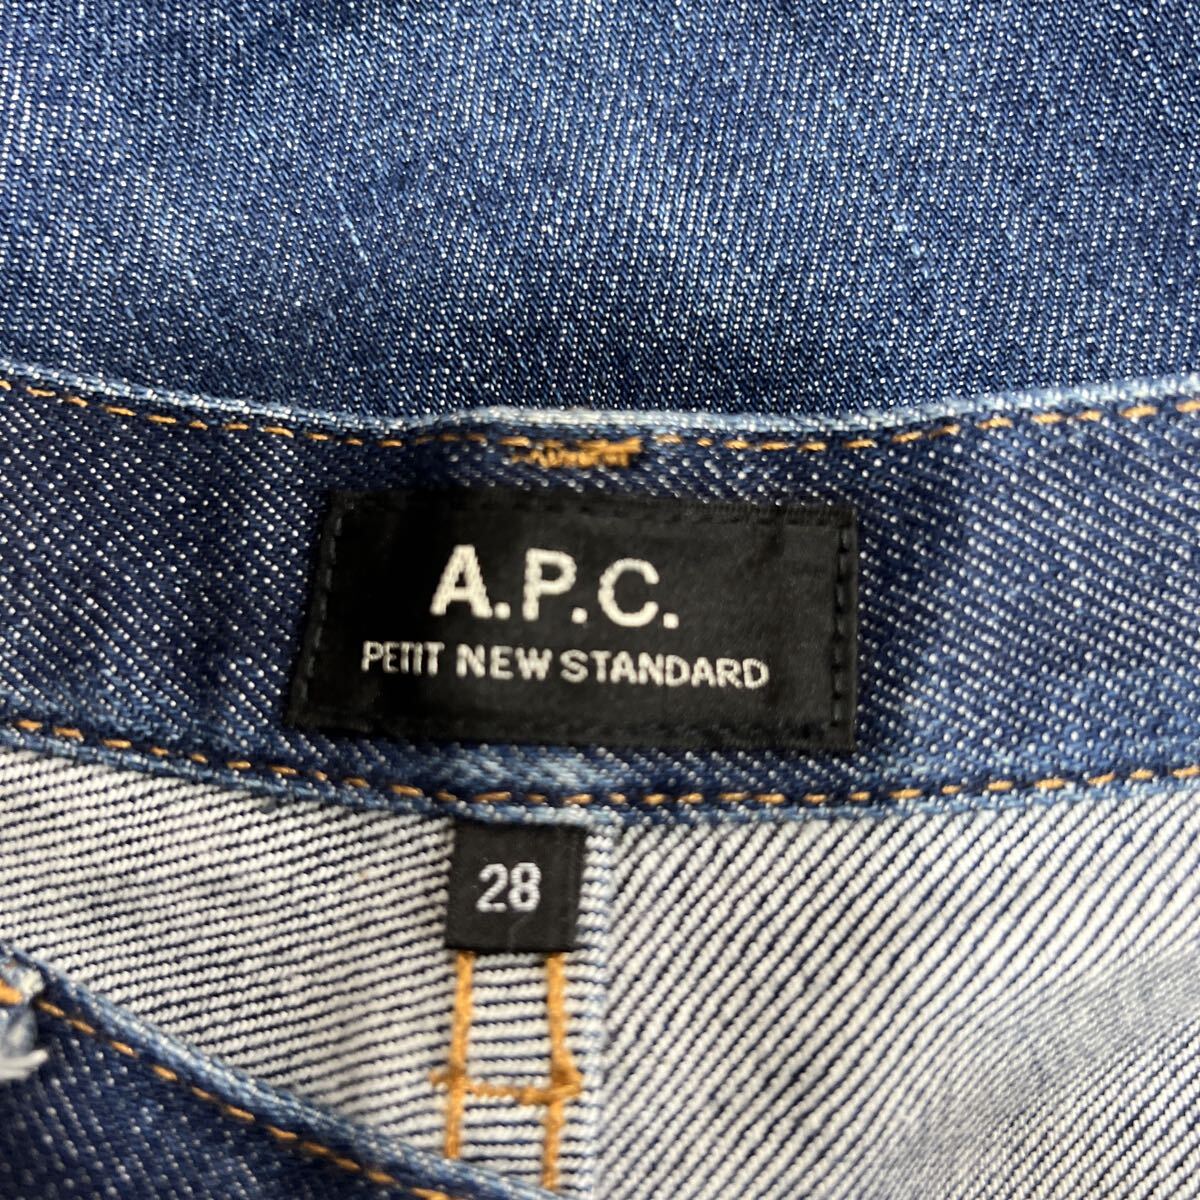 A.P.C.
PETIT NEW STANDARD
28